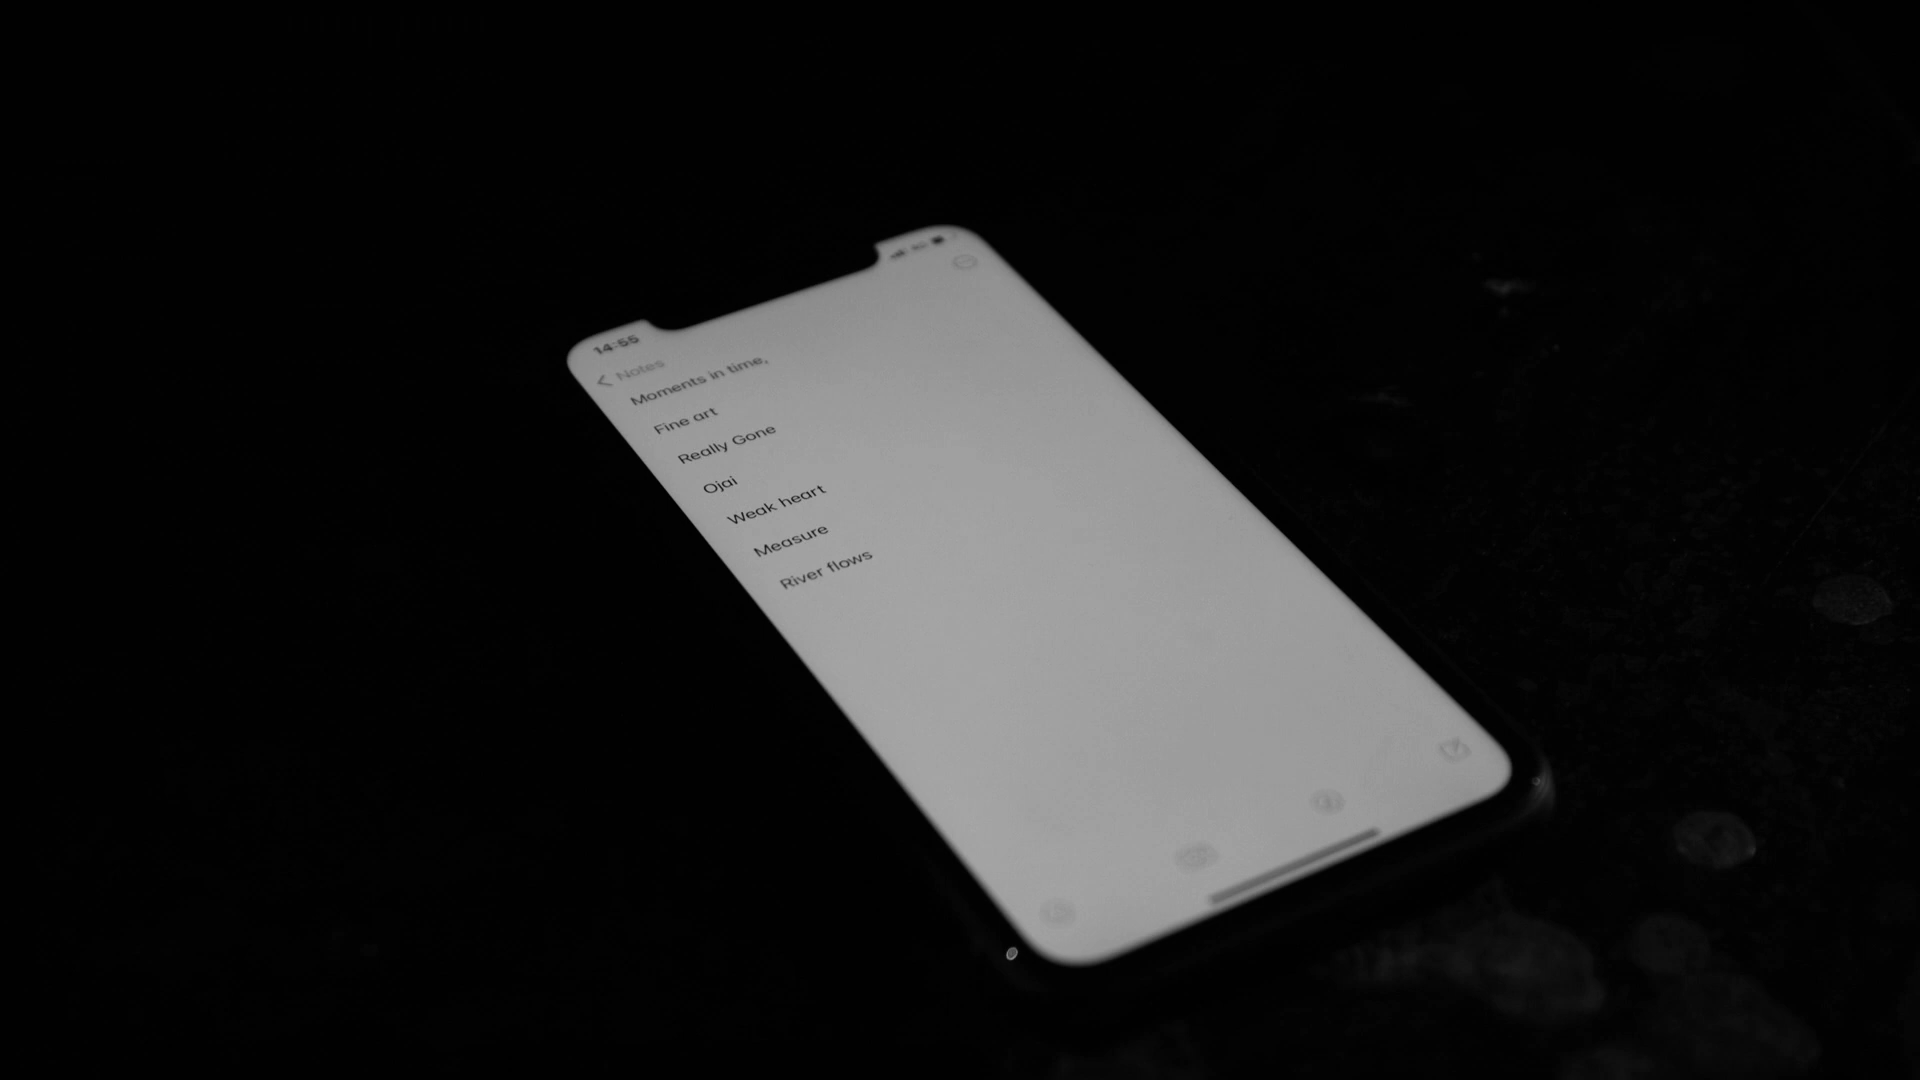 14:55
Notes
Moments in time,
Fine art
Really Gone
Ojai
Weak heart
Measure
River flows